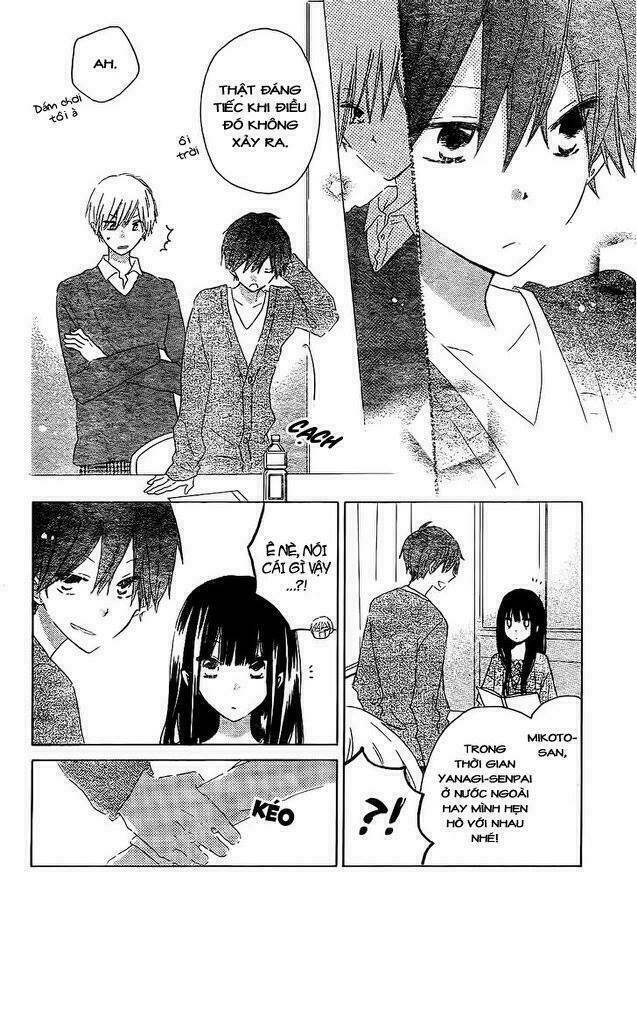 THẬT ĐÁNG
TIẾC KHI ĐIỀU
ĐÓ KHÔNG
XẢY RA.
AH.
Dám chơi
tôi à
ôi
trời
CẠCH
MIKOTO-
SAN,
TRONG
THỜI GIAN
YANAGI-SENPAI
Ở NƯỚC NGOÀI
HAY MÌNH HẸN
HÒ VỚI NHAU
NHÉ!
?!
Ê NÈ, NÓI
CÁI GÌ VẬY
...?!
KÉO